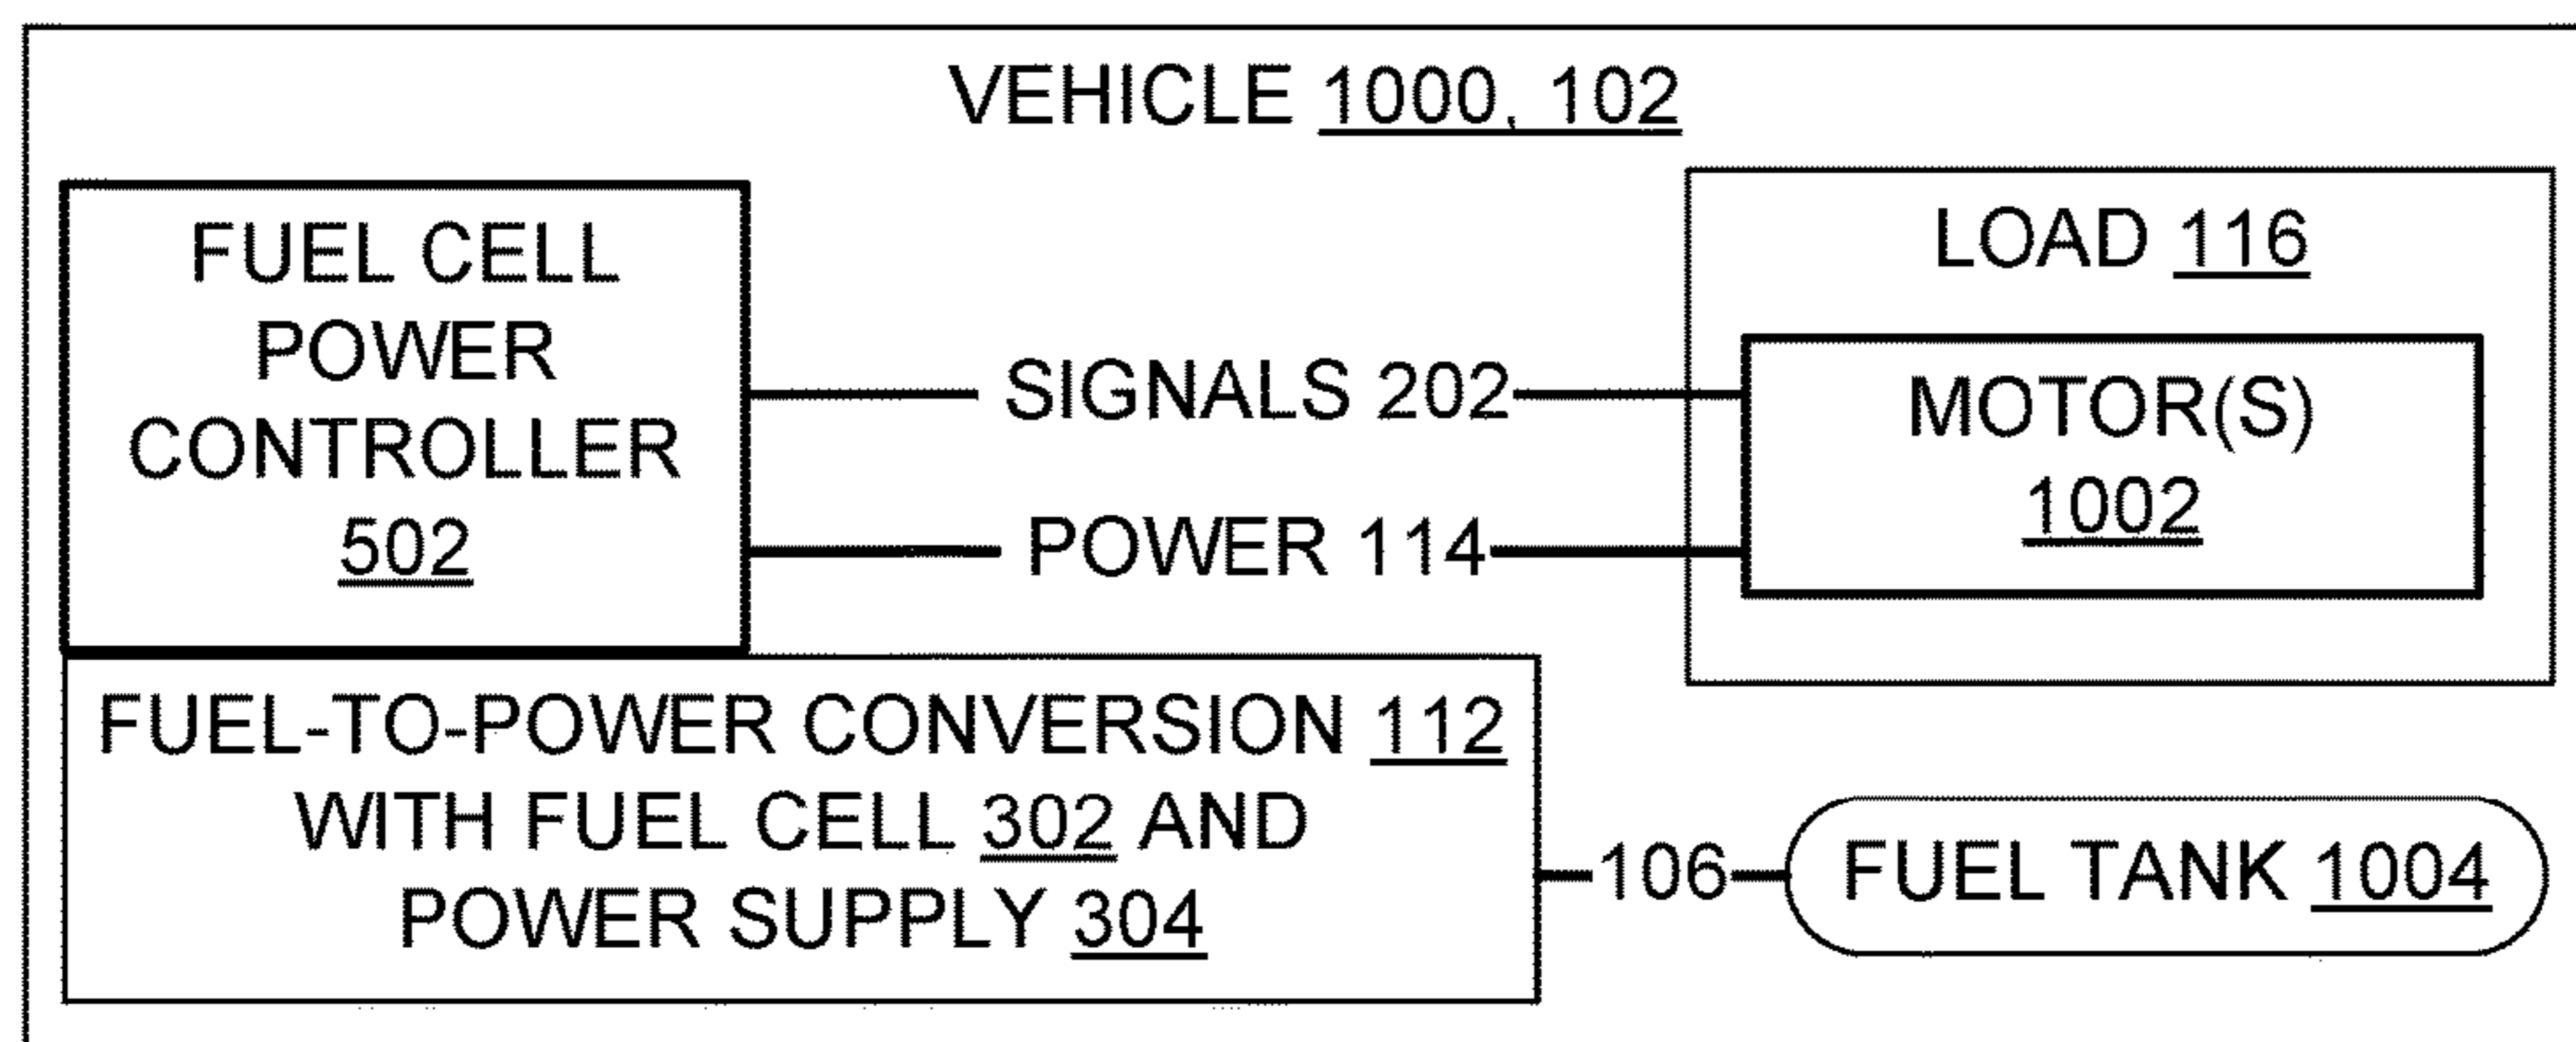 VEHICLE 1000, 102
FUEL CELL
POWER
CONTROLLER
502
SIGNALS 202
POWER 114
LOAD 116
MOTOR(S)
1002
FUEL-TO-POWER CONVERSION 112
WITH FUEL CELL 302 AND
POWER SUPPLY 304
106
FUEL TANK 1004